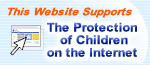 This Website Supports
The Protection
of Children
on the Internet